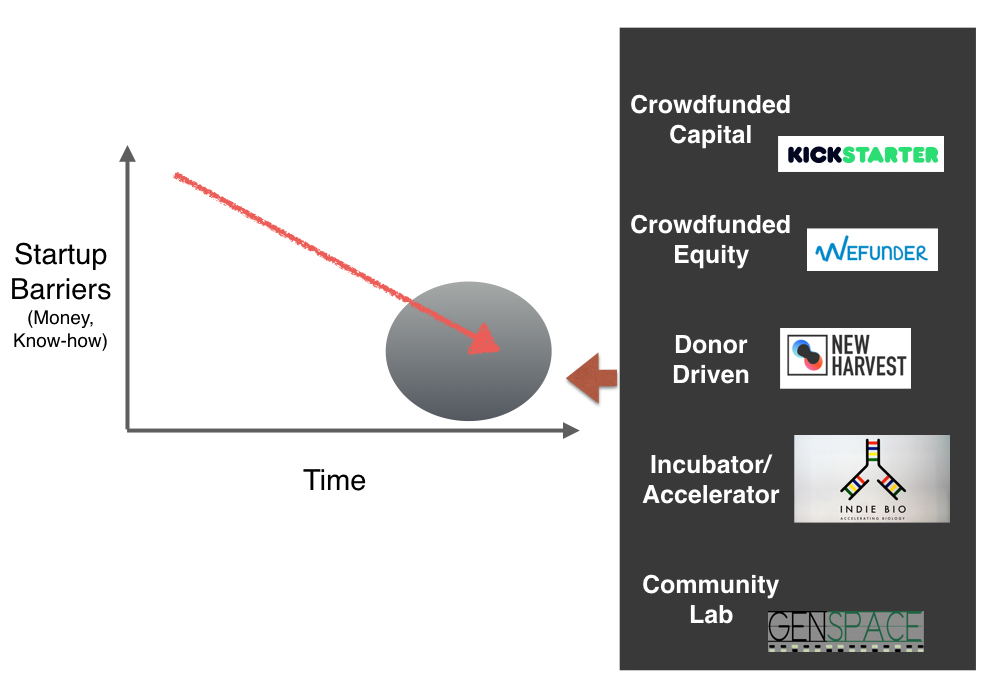 Startup
Barriers
(Money,
Know-how)
Time
Crowdfunded
Capital
KICKSTARTER
Crowdfunded
Equity
WEFUNDER
Donor
Driven
NEW
HARVEST
Incubator/
Accelerator
INDIE BIO
ACCELERATING BIOLOGY
Community
Lab
GENSPACE